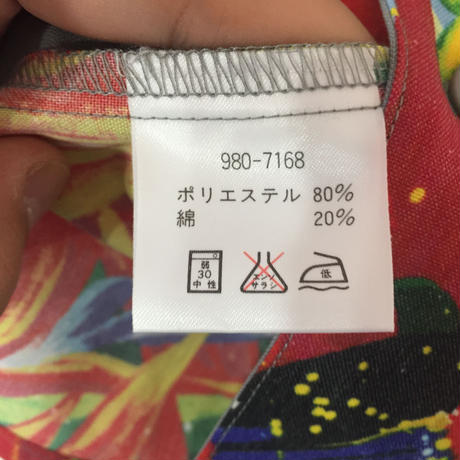 980-7168
ポリエステル 80%
綿 20%
弱
30
中性
エンソ
サラシ
低